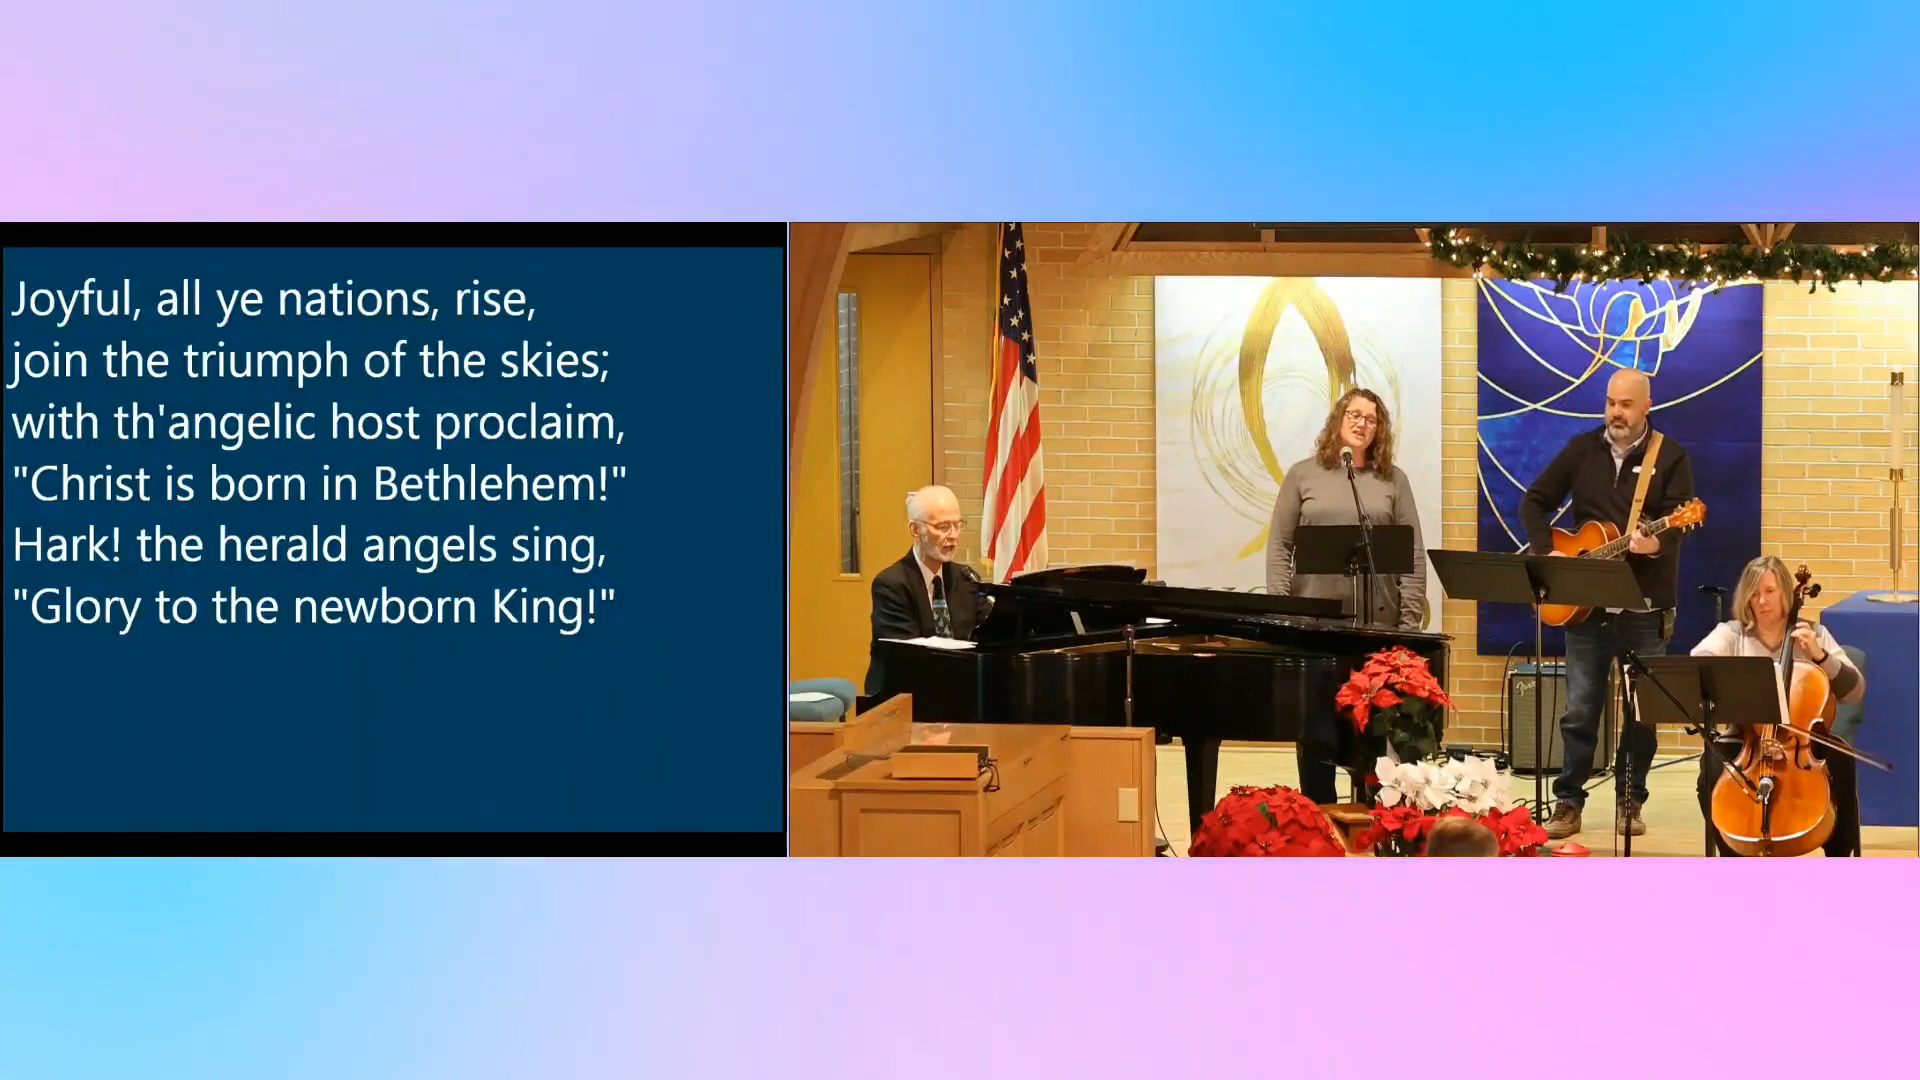 Joyful, all ye nations, rise,
join the triumph of the skies;
with th'angelic host proclaim,
"Christ is born in Bethlehem!"
Hark! the herald angels sing,
"Glory to the newborn King!"
Fender